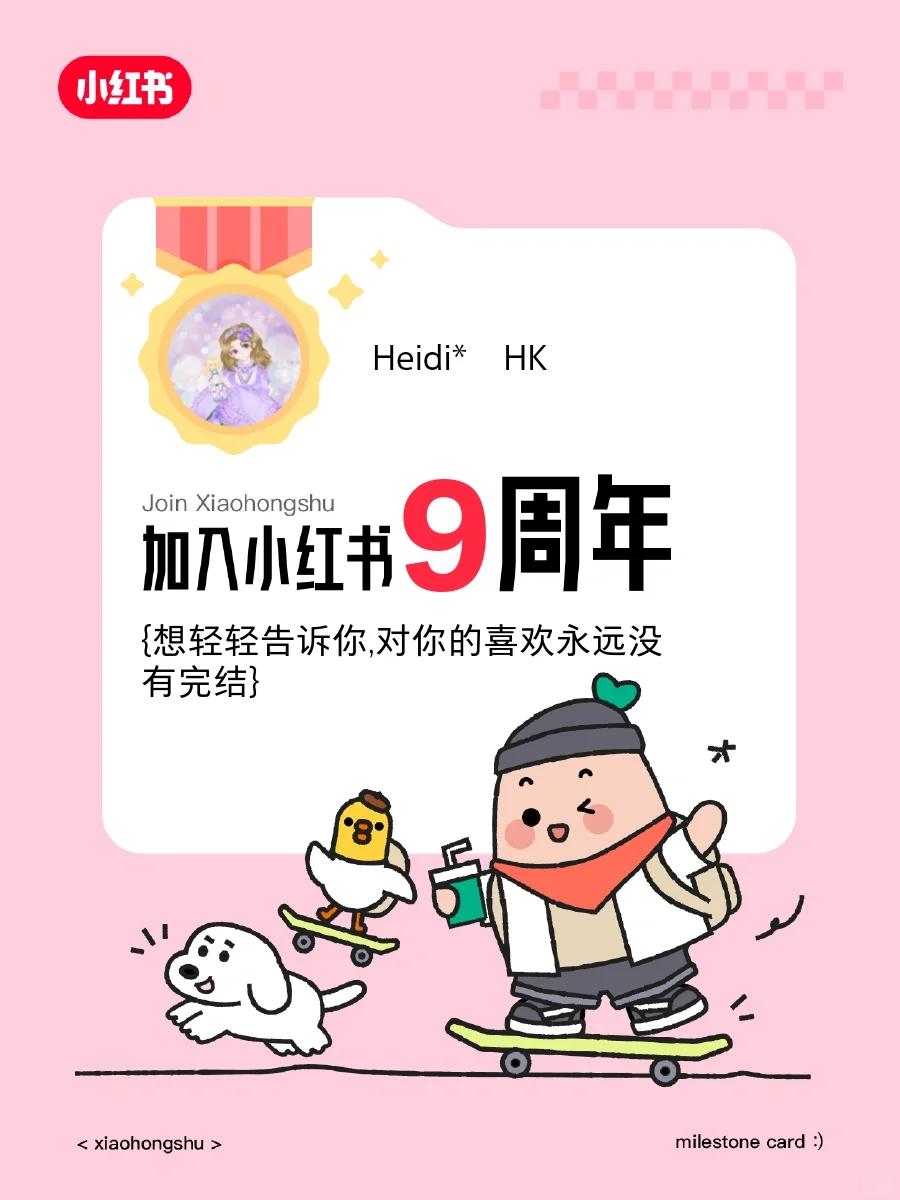 小红书
Heidi* HK
Join Xiaohongshu
加入小红书9周年
{想轻轻告诉你,对你的喜欢永远没
有完结}
< xiaohongshu >
milestone card :)